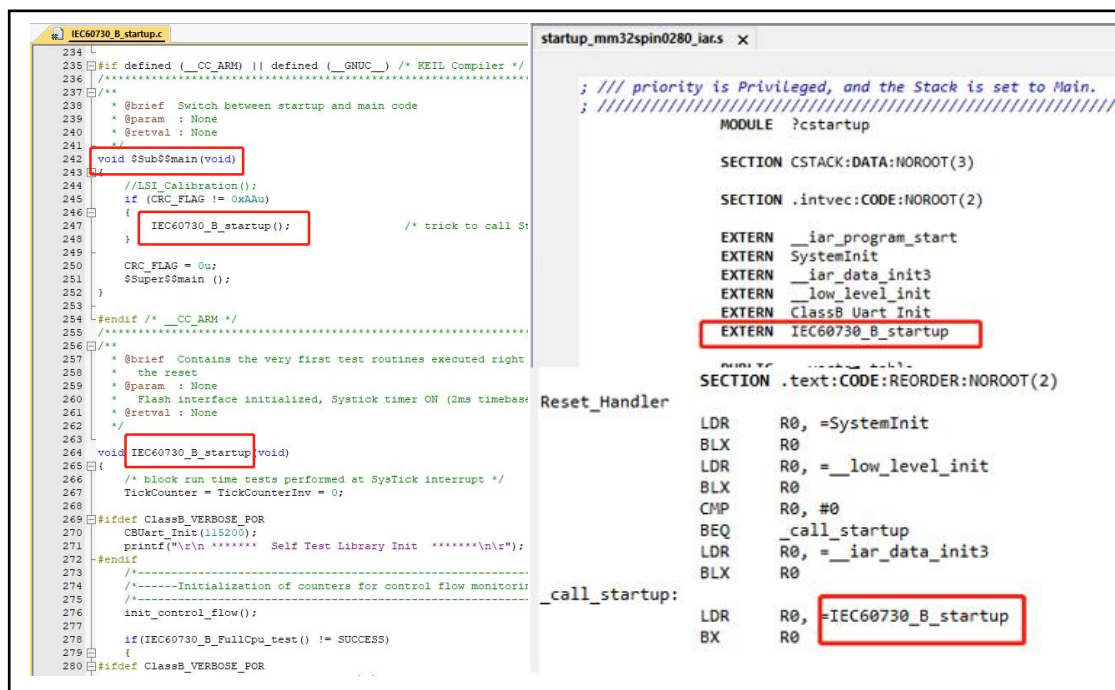 IEC60730_B_startup.c
234
235 #if defined (__CC_ARM) || defined (__GNUC__) /* KEIL Compiler */
236 /*****************************************************************
237 /**
238 * @brief Switch between startup and main code
239 * @param : None
240 * @retval : None
241 */
242 void $Sub$$main(void)
243 {
244 //LSI_Calibration();
245 if (CRC_FLAG != 0xAAu)
246 {
247 IEC60730_B_startup(); /* trick to call St
248 }
249
250 CRC_FLAG = 0u;
251 $Super$$main ();
252 }
253
254 #endif /* __CC_ARM */
255 /*****************************************************************
256 /**
257 * @brief Contains the very first test routines executed right
258 * the reset
259 * @param : None
260 * Flash interface initialized, Systick timer ON (2ms timebase
261 * @retval : None
262 */
263
264 void IEC60730_B_startup(void)
265 {
266 /* block run time tests performed at SysTick interrupt */
267 TickCounter = TickCounterInv = 0;
268
269 #ifdef ClassB_VERBOSE_POR
270 CBUart_Init(115200);
271 printf("\r\n ******* Self Test Library Init *******\n\r");
272 #endif
273 /*-----------------------------------------------------------
274 /*------Initialization of counters for control flow monitorin
275 /*-----------------------------------------------------------
276 init_control_flow();
277
278 if(IEC60730_B_FullCpu_test() != SUCCESS)
279 {
280 #ifdef ClassB_VERBOSE_POR
startup_mm32spin0280_iar.s x
; /// priority is Privileged, and the Stack is set to Main.
; ////////////////////////////////////////////////////////////////
MODULE ?cstartup
SECTION CSTACK:DATA:NOROOT(3)
SECTION .intvec:CODE:NOROOT(2)
EXTERN __iar_program_start
EXTERN SystemInit
EXTERN __iar_data_init3
EXTERN __low_level_init
EXTERN ClassB_Uart_Init
EXTERN IEC60730_B_startup
SECTION .text:CODE:REORDER:NOROOT(2)
Reset_Handler
LDR R0, =SystemInit
BLX R0
LDR R0, =__low_level_init
BLX R0
CMP R0, #0
BEQ _call_startup
LDR R0, =__iar_data_init3
BLX R0
_call_startup:
LDR R0, =IEC60730_B_startup
BX R0